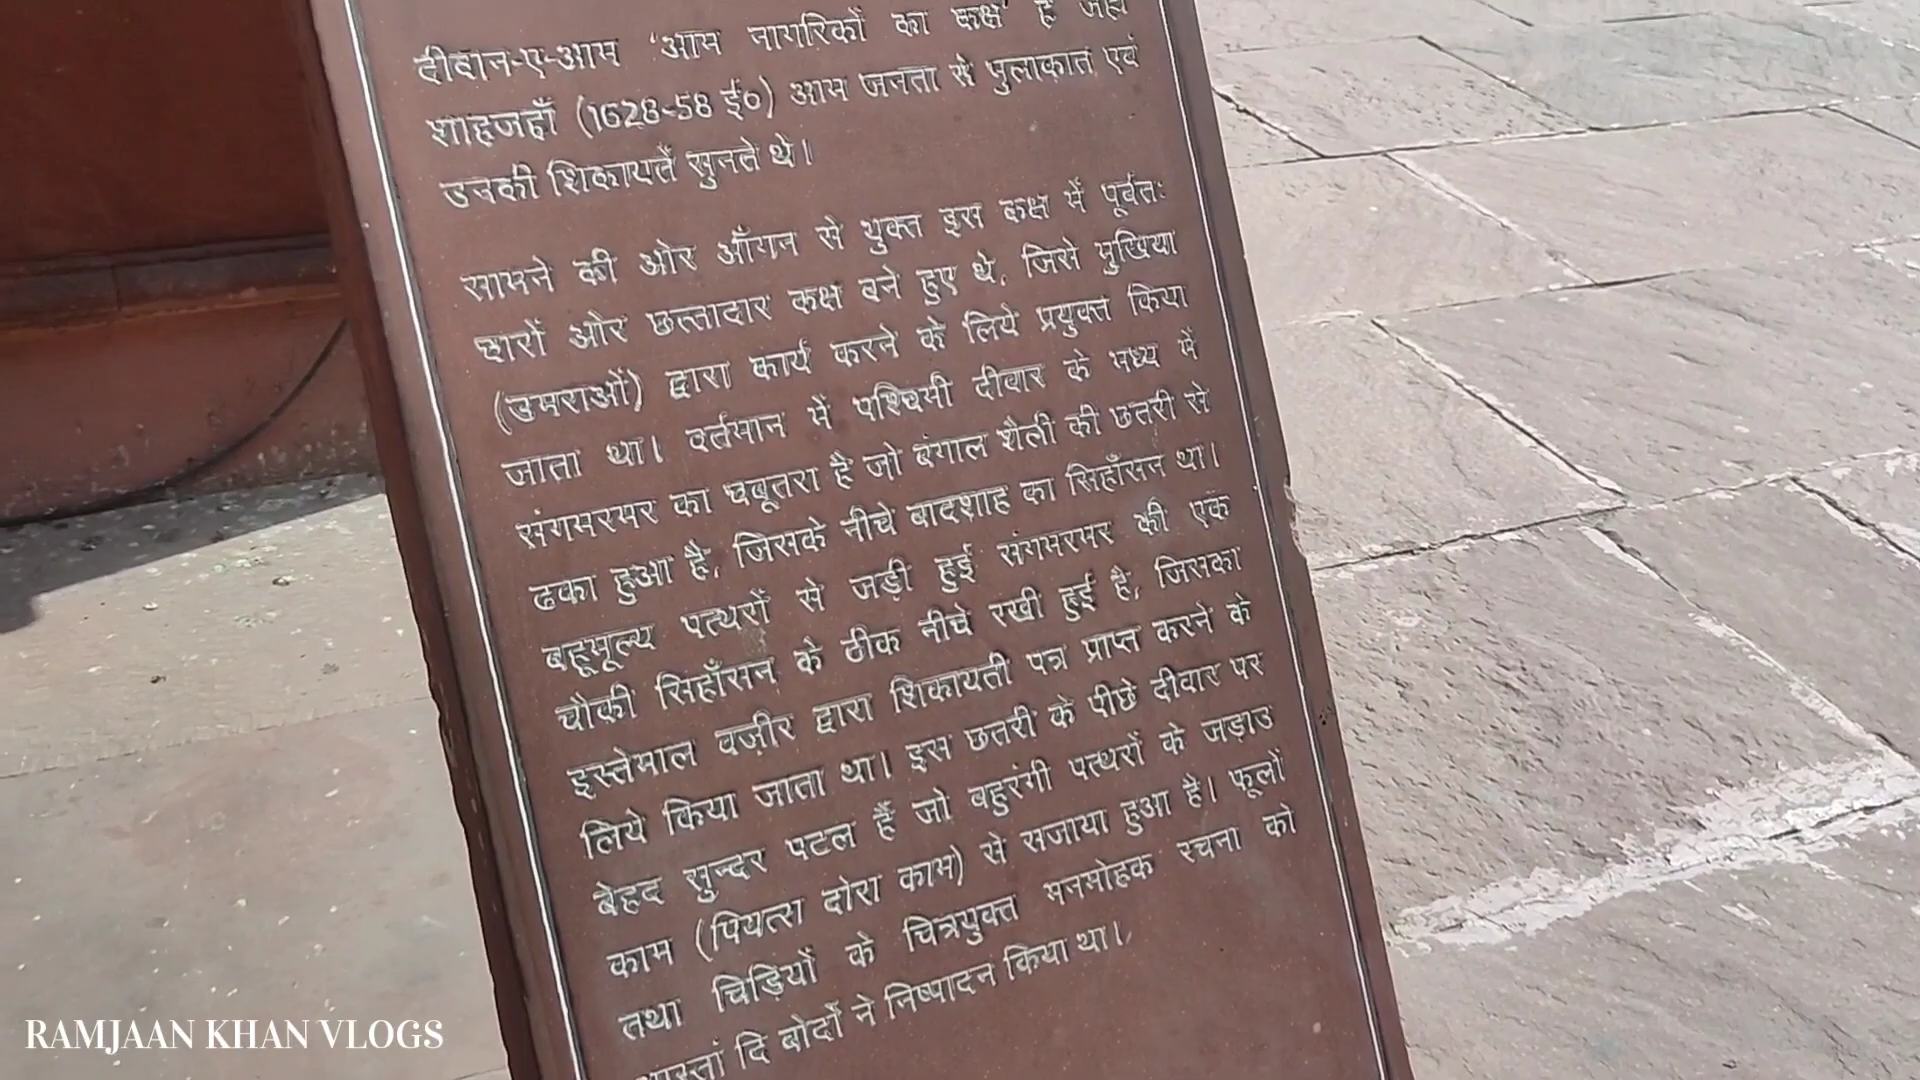 दीवान-ए-आम ‘आम नागरिकों का कक्ष’ है जहाँ
शाहजहाँ (1628-58 ई०) आम जनता से मुलाकात एवं
उनकी शिकायतें सुनते थे।
सामने की ओर आँगन से युक्त इस कक्ष में पूर्वतः
चारों ओर छत्तादार कक्ष बने हुए थे, जिसे मुखिया
(उमराओं) द्वारा कार्य करने के लिये प्रयुक्त किया
जाता था। वर्तमान में पश्चिमी दीवार के मध्य में
संगमरमर का चबूतरा है जो बंगाल शैली की छतरी से
ढका हुआ है, जिसके नीचे बादशाह का सिहाँसन था।
बहूमूल्य पत्थरों से जड़ी हुई संगमरमर की एक
चौकी सिहाँसन के ठीक नीचे रखी हुई है, जिसका
इस्तेमाल वज़ीर द्वारा शिकायती पत्र प्राप्त करने के
लिये किया जाता था। इस छतरी के पीछे दीवार पर
बेहद सुन्दर पटल हैं जो बहुरंगी पत्थरों के जड़ाउ
काम (पियत्रा दोरा काम) से सजाया हुआ है। फूलों
तथा चिड़ियों के चित्रयुक्त मनमोहक रचना को
दि बोर्दो ने निष्पादन किया था।
RAMJAAN KHAN VLOGS